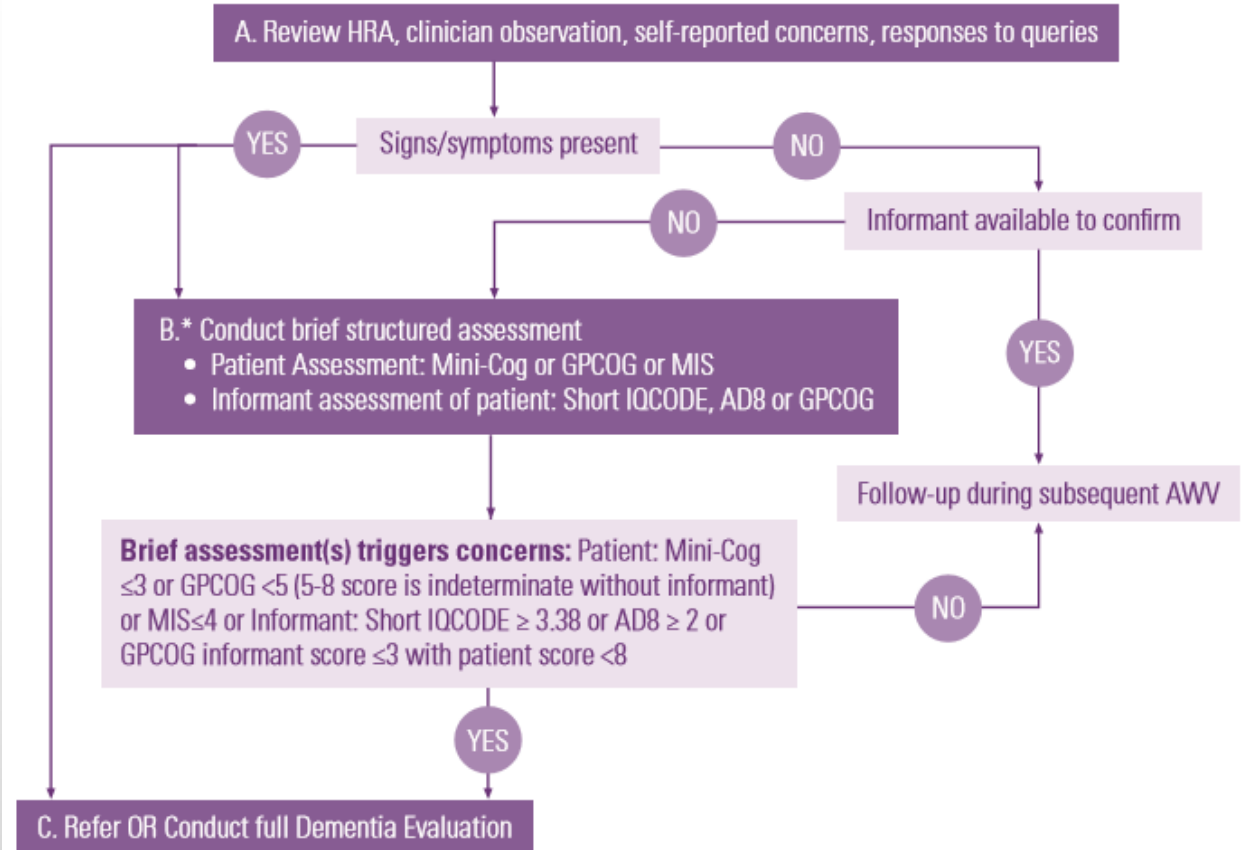 A. Review HRA, clinician observation, self-reported concerns, responses to queries
YES
Signs/symptoms present
NO
NO
Informant available to confirm
B.* Conduct brief structured assessment
• Patient Assessment: Mini-Cog or GPCOG or MIS
• Informant assessment of patient: Short IQCODE, AD8 or GPCOG
YES
Follow-up during subsequent AWV
Brief assessment(s) triggers concerns: Patient: Mini-Cog
≤3 or GPCOG <5 (5-8 score is indeterminate without informant)
or MIS≤4 or Informant: Short IQCODE ≥ 3.38 or AD8 ≥ 2 or
GPCOG informant score ≤3 with patient score <8
NO
YES
C. Refer OR Conduct full Dementia Evaluation